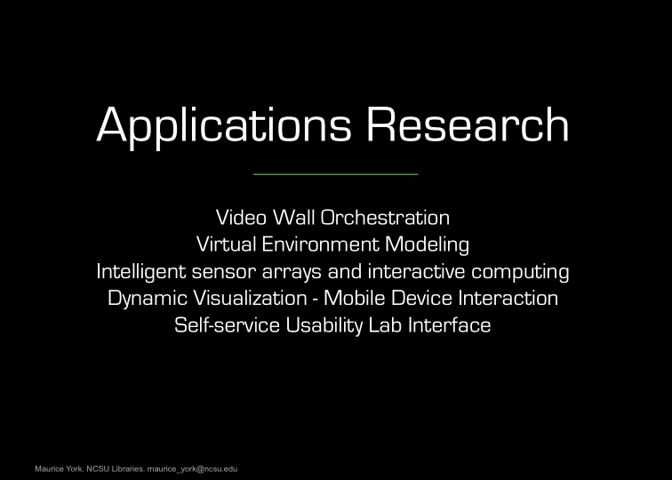 Applications Research
Video Wall Orchestration
Virtual Environment Modeling
Intelligent sensor arrays and interactive computing
Dynamic Visualization - Mobile Device Interaction
Self-service Usability Lab Interface
Maurice York. NCSU Libraries. maurice_york@ncsu.edu